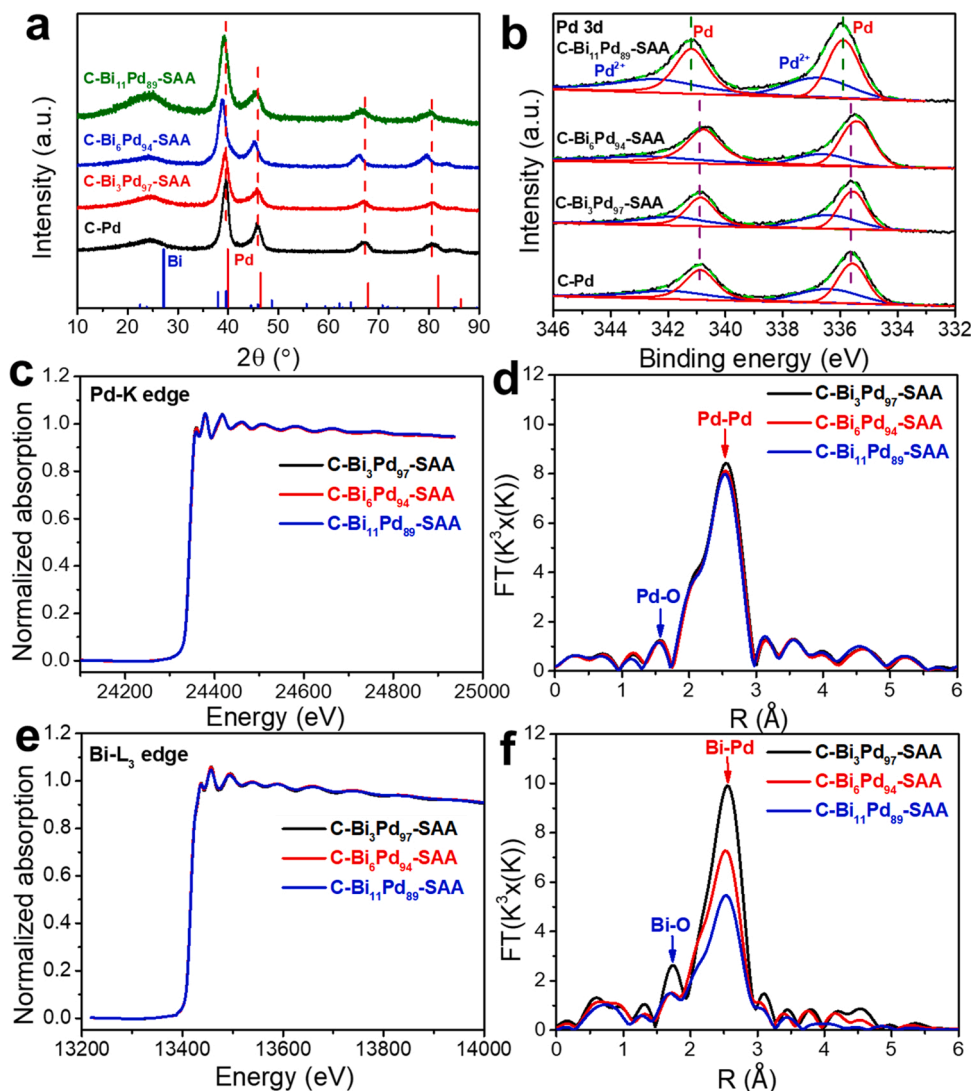 a
C-Bi₁₁Pd₈₉-SAA
C-Bi₆Pd₉₄-SAA
C-Bi₃Pd₉₇-SAA
C-Pd
Bi
Pd
Intensity (a.u.)
10 20 30 40 50 60 70 80 90
2θ (°)
b
Pd 3d
C-Bi₁₁Pd₈₉-SAA
Pd²⁺
Pd
Pd²⁺
Pd
C-Bi₆Pd₉₄-SAA
C-Bi₃Pd₉₇-SAA
C-Pd
Intensity (a.u.)
346 344 342 340 338 336 334 332
Binding energy (eV)
c
Pd-K edge
C-Bi₃Pd₉₇-SAA
C-Bi₆Pd₉₄-SAA
C-Bi₁₁Pd₈₉-SAA
Normalized absorption
1.2
1.0
0.8
0.6
0.4
0.2
0.0
24200 24400 24600 24800 25000
Energy (eV)
d
C-Bi₃Pd₉₇-SAA
C-Bi₆Pd₉₄-SAA
C-Bi₁₁Pd₈₉-SAA
Pd-Pd
Pd-O
FT(K³x(K))
12
10
8
6
4
2
0
0 1 2 3 4 5 6
R (Å)
e
Bi-L₃ edge
C-Bi₃Pd₉₇-SAA
C-Bi₆Pd₉₄-SAA
C-Bi₁₁Pd₈₉-SAA
Normalized absorption
1.2
1.0
0.8
0.6
0.4
0.2
0.0
13200 13400 13600 13800 14000
Energy (eV)
f
Bi-Pd
C-Bi₃Pd₉₇-SAA
C-Bi₆Pd₉₄-SAA
C-Bi₁₁Pd₈₉-SAA
Bi-O
FT(K³x(K))
12
10
8
6
4
2
0
0 1 2 3 4 5 6
R (Å)